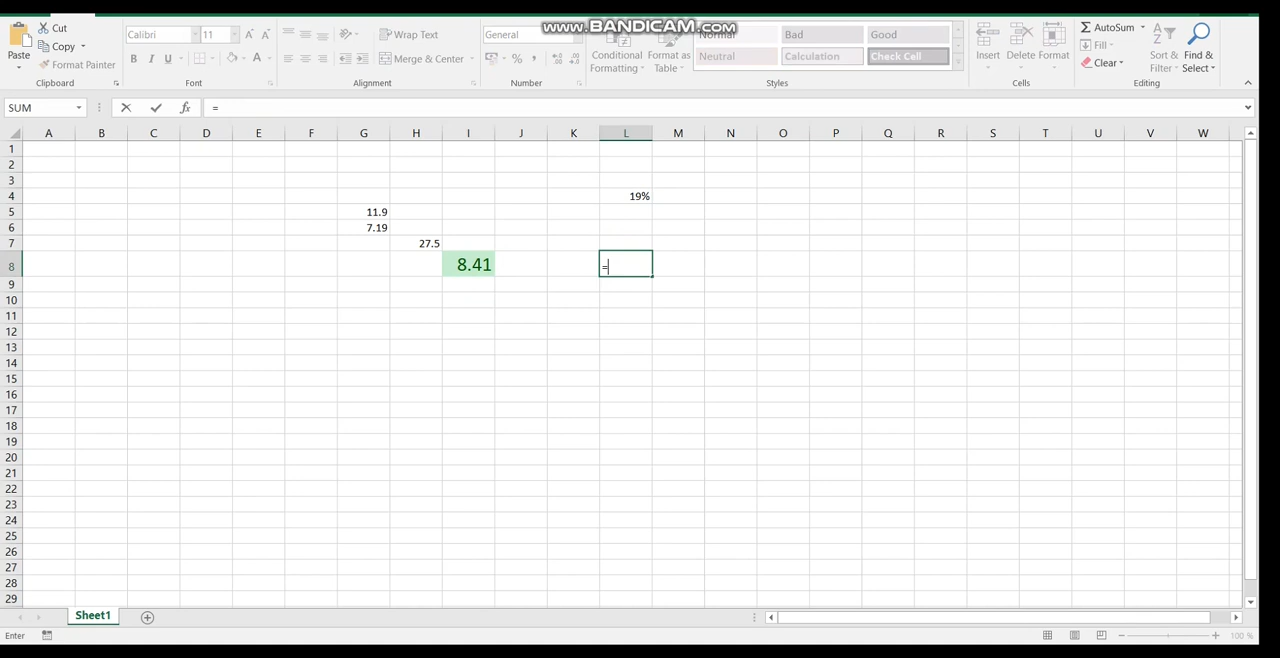 www.BANDICAM.com
Cut
Copy
Format Painter
Paste
Clipboard
Calibri 11
B I U
Font
Wrap Text
Merge & Center
Alignment
General
%
Number
Conditional Formatting
Format as Table
Normal Bad Good
Neutral Calculation Check Cell
Styles
Insert Delete Format
Cells
AutoSum
Fill
Clear
Sort & Filter
Find & Select
Editing
SUM fx =
A B C D E F G H I J K L M N O P Q R S T U V W
1
2
3
4 19%
5 11.9
6 7.19
7 27.5
8 8.41 =
9
10
11
12
13
14
15
16
17
18
19
20
21
22
23
24
25
26
27
28
29
Sheet1
Enter 100 %